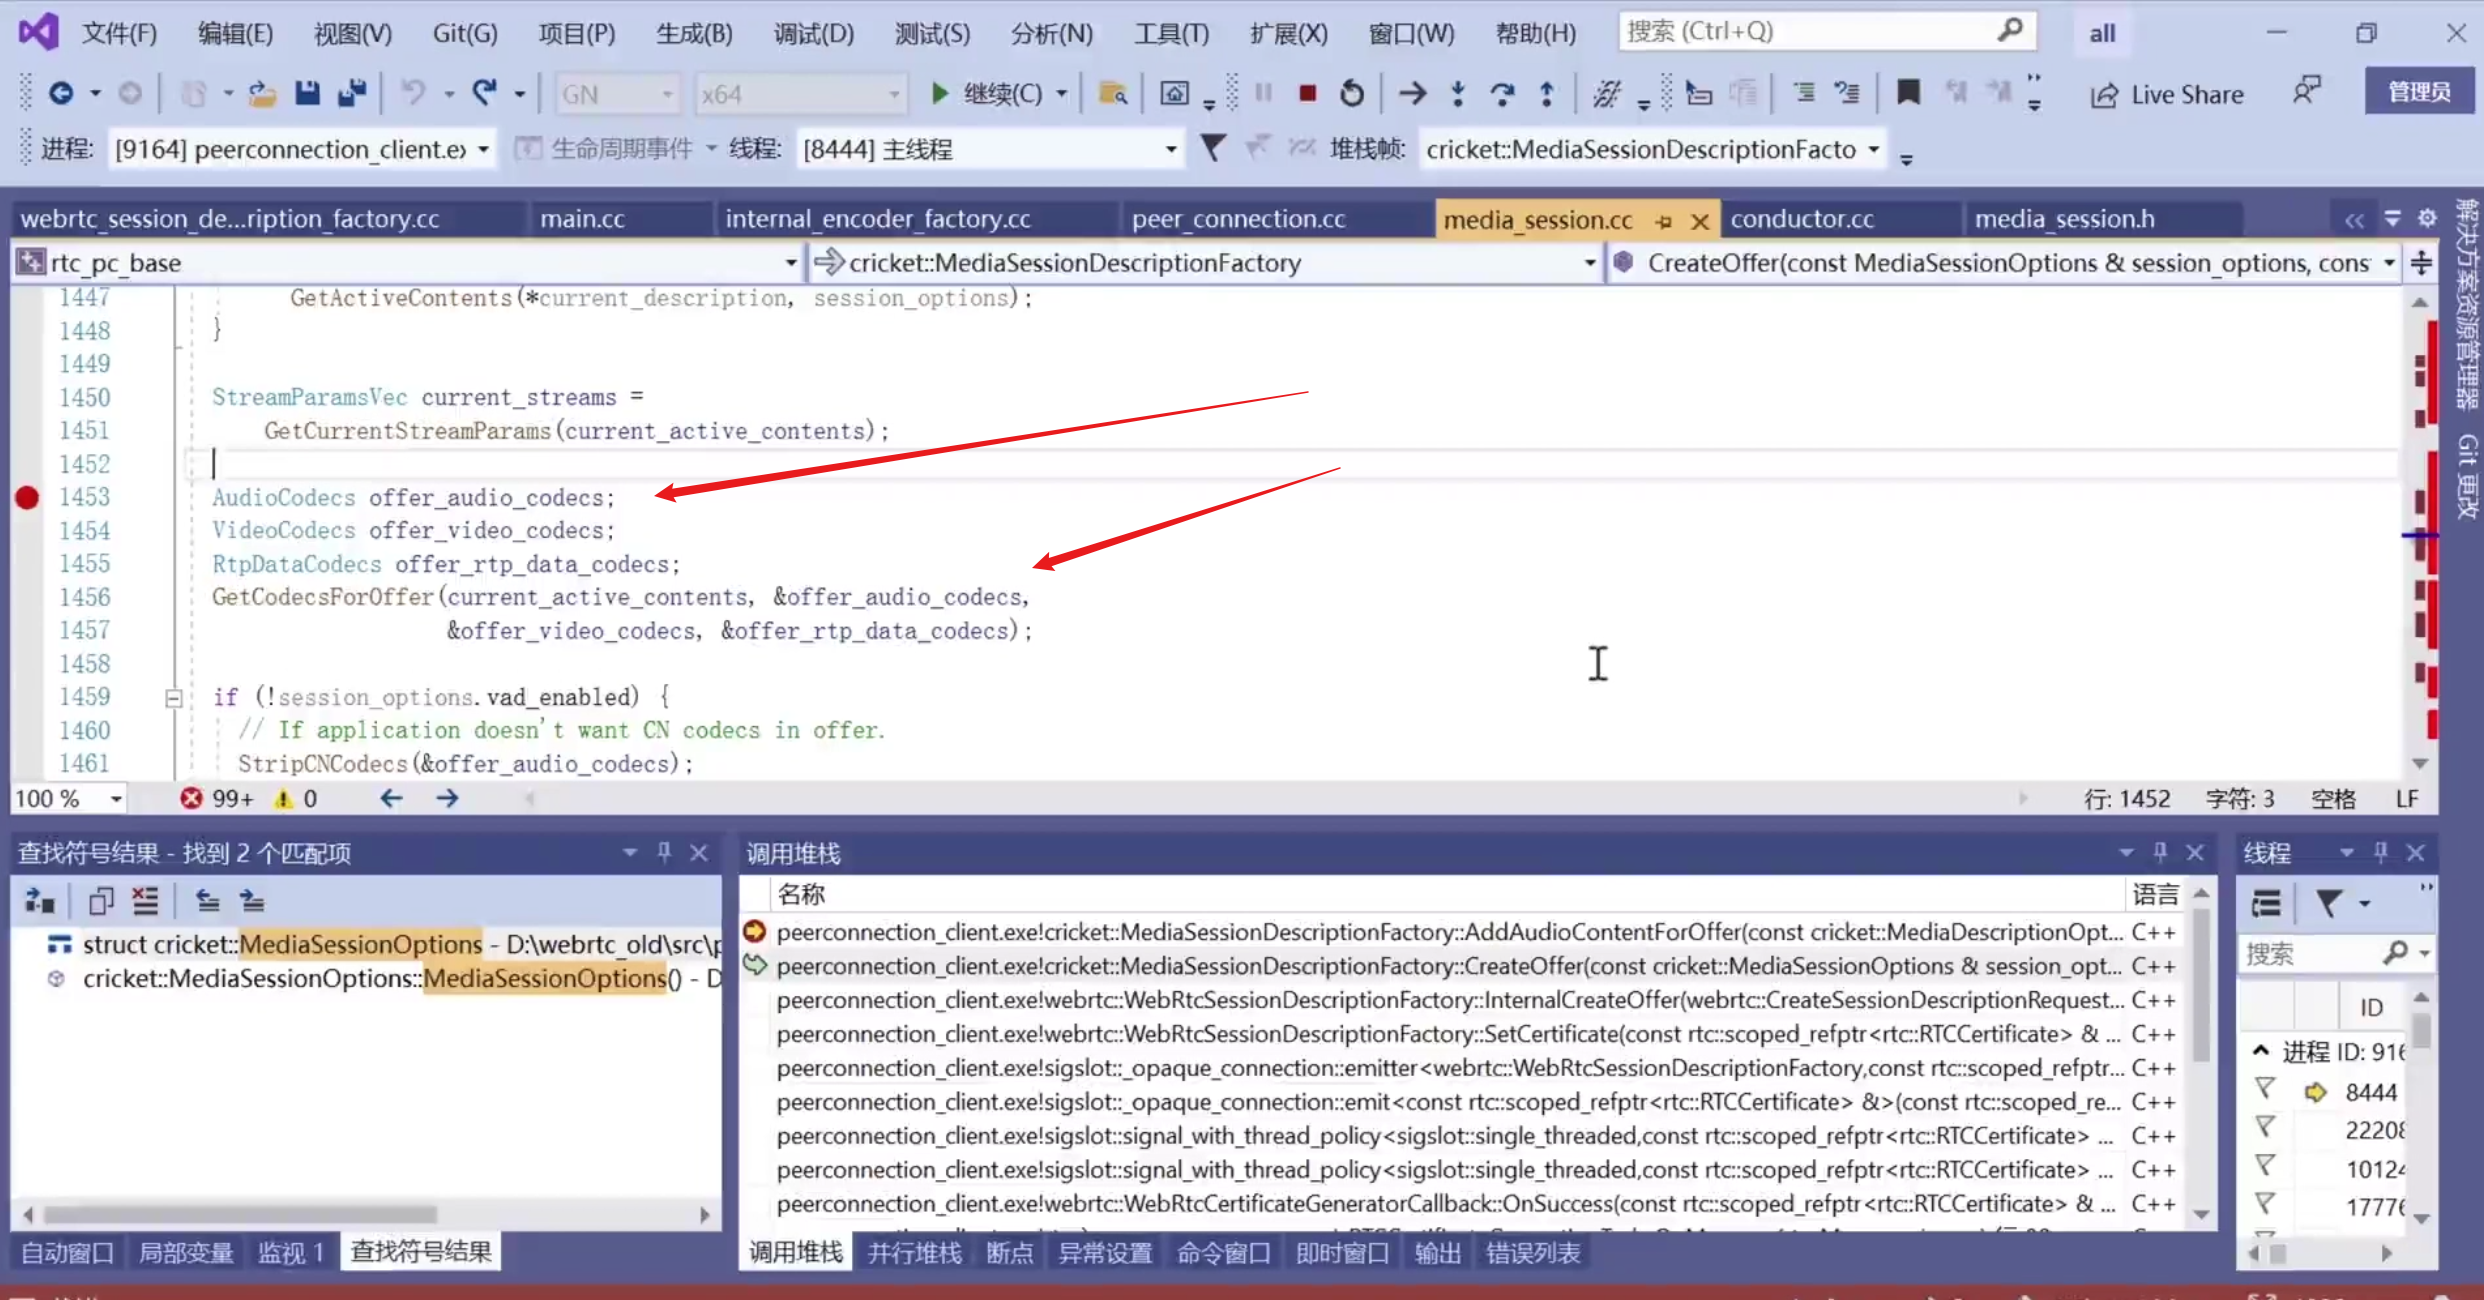 文件(F) 编辑(E) 视图(V) Git(G) 项目(P) 生成(B) 调试(D) 测试(S) 分析(N) 工具(T) 扩展(X) 窗口(W) 帮助(H) 搜索 (Ctrl+Q) all
GN x64 继续(C) Live Share 管理员
进程: [9164] peerconnection_client.ex 生命周期事件 线程: [8444] 主线程 堆栈帧: cricket::MediaSessionDescriptionFacto
webrtc_session_de...ription_factory.cc main.cc internal_encoder_factory.cc peer_connection.cc media_session.cc conductor.cc media_session.h
rtc_pc_base cricket::MediaSessionDescriptionFactory CreateOffer(const MediaSessionOptions & session_options, cons
1447 GetActiveContents(*current_description, session_options);
1448 }
1449
1450 StreamParamsVec current_streams =
1451 GetCurrentStreamParams(current_active_contents);
1452
1453 AudioCodecs offer_audio_codecs;
1454 VideoCodecs offer_video_codecs;
1455 RtpDataCodecs offer_rtp_data_codecs;
1456 GetCodecsForOffer(current_active_contents, &offer_audio_codecs,
1457 &offer_video_codecs, &offer_rtp_data_codecs);
1458
1459 if (!session_options.vad_enabled) {
1460 // If application doesn't want CN codecs in offer.
1461 StripCNCodecs(&offer_audio_codecs);
100 % 99+ 0 行: 1452 字符: 3 空格 LF
解决方案资源管理器
Git 更改
查找符号结果 - 找到 2 个匹配项
struct cricket::MediaSessionOptions - D:\webrtc_old\src\p
cricket::MediaSessionOptions::MediaSessionOptions() - D
自动窗口 局部变量 监视 1 查找符号结果
调用堆栈
名称 语言
peerconnection_client.exe!cricket::MediaSessionDescriptionFactory::AddAudioContentForOffer(const cricket::MediaDescriptionOpt... C++
peerconnection_client.exe!cricket::MediaSessionDescriptionFactory::CreateOffer(const cricket::MediaSessionOptions & session_opt... C++
peerconnection_client.exe!webrtc::WebRtcSessionDescriptionFactory::InternalCreateOffer(webrtc::CreateSessionDescriptionRequest... C++
peerconnection_client.exe!webrtc::WebRtcSessionDescriptionFactory::SetCertificate(const rtc::scoped_refptr<rtc::RTCCertificate> & ... C++
peerconnection_client.exe!sigslot::_opaque_connection::emitter<webrtc::WebRtcSessionDescriptionFactory,const rtc::scoped_refptr... C++
peerconnection_client.exe!sigslot::_opaque_connection::emit<const rtc::scoped_refptr<rtc::RTCCertificate> &>(const rtc::scoped_re... C++
peerconnection_client.exe!sigslot::signal_with_thread_policy<sigslot::single_threaded,const rtc::scoped_refptr<rtc::RTCCertificate> ... C++
peerconnection_client.exe!sigslot::signal_with_thread_policy<sigslot::single_threaded,const rtc::scoped_refptr<rtc::RTCCertificate> ... C++
peerconnection_client.exe!webrtc::WebRtcCertificateGeneratorCallback::OnSuccess(const rtc::scoped_refptr<rtc::RTCCertificate> & ... C++
调用堆栈 并行堆栈 断点 异常设置 命令窗口 即时窗口 输出 错误列表
线程
搜索
ID
进程 ID: 916
8444
22208
10124
17776